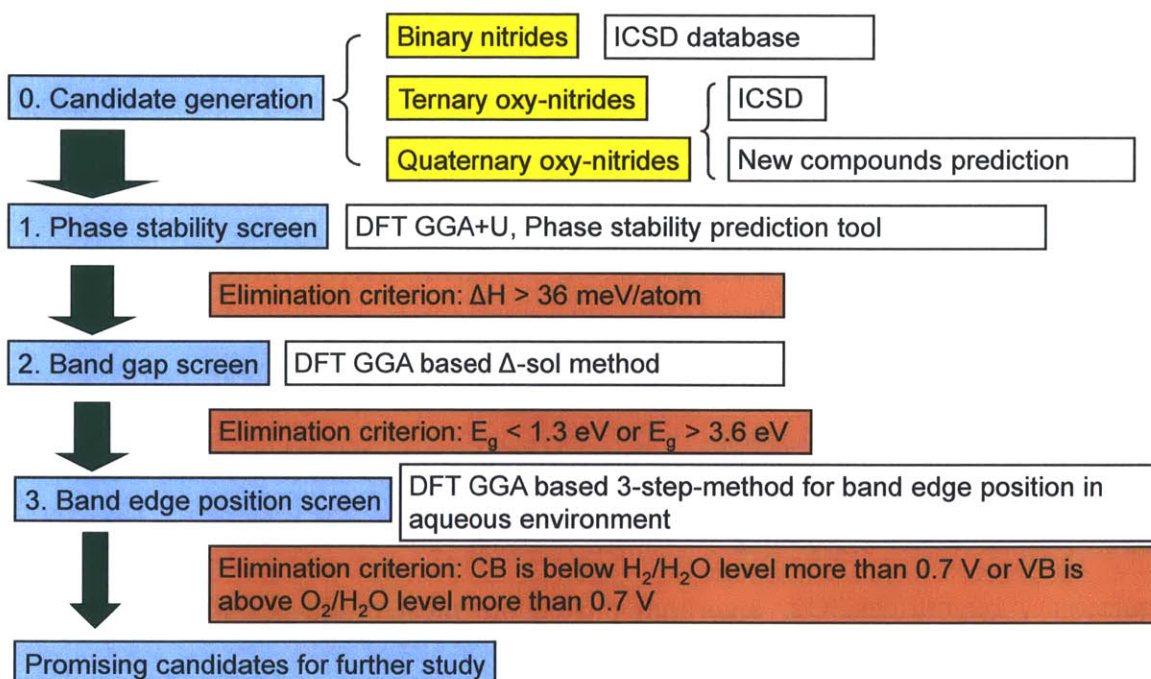 Binary nitrides
ICSD database
0. Candidate generation
Ternary oxy-nitrides
ICSD
Quaternary oxy-nitrides
New compounds prediction
1. Phase stability screen
DFT GGA+U, Phase stability prediction tool
Elimination criterion: ΔH > 36 meV/atom
2. Band gap screen
DFT GGA based Δ-sol method
Elimination criterion: E_g < 1.3 eV or E_g > 3.6 eV
3. Band edge position screen
DFT GGA based 3-step-method for band edge position in
aqueous environment
Elimination criterion: CB is below H₂/H₂O level more than 0.7 V or VB is
above O₂/H₂O level more than 0.7 V
Promising candidates for further study